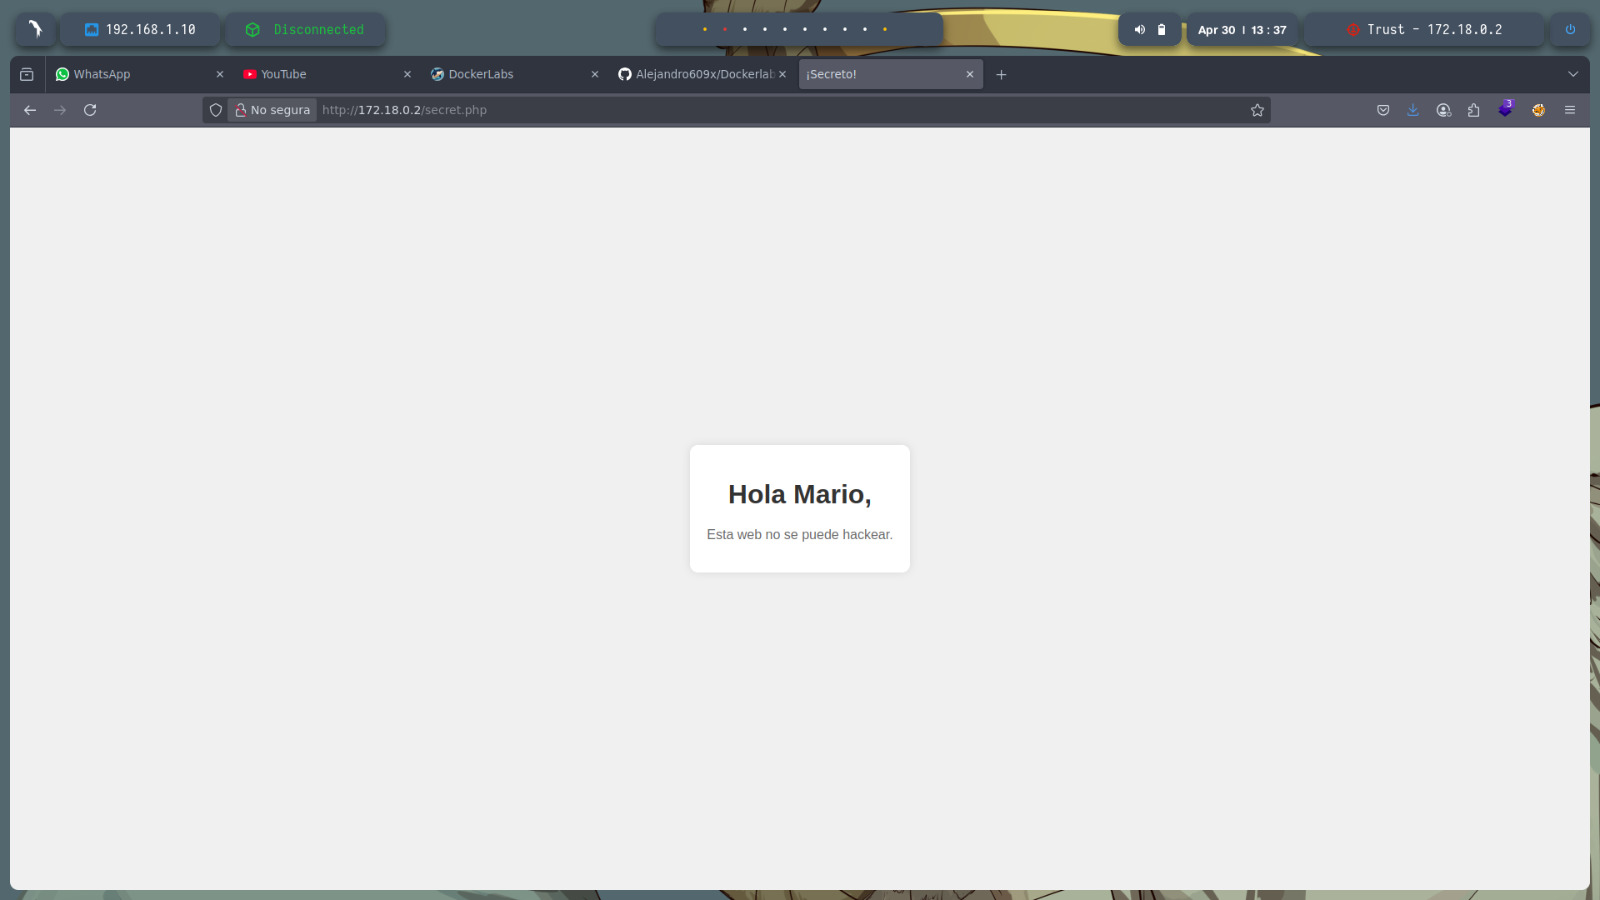 192.168.1.10
Disconnected
Apr 30 | 13 : 37
Trust - 172.18.0.2
WhatsApp
YouTube
DockerLabs
Alejandro609x/Dockerlab
¡Secreto!
No segura
http://172.18.0.2/secret.php
3
Hola Mario,
Esta web no se puede hackear.